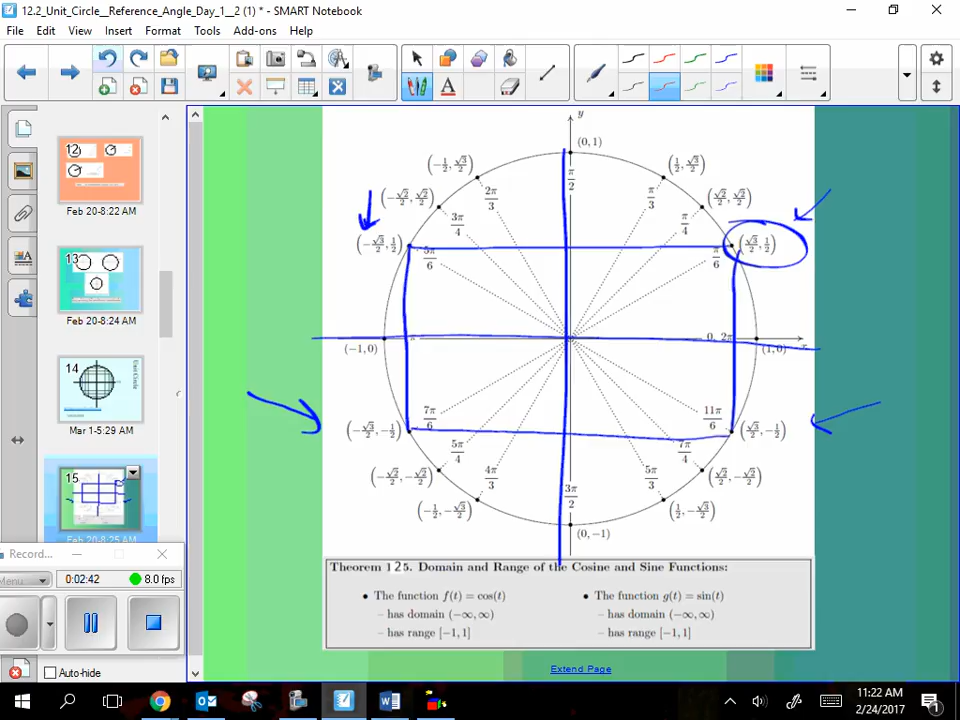 12.2_Unit_Circle__Reference_Angle_Day_1__2 (1) * - SMART Notebook
File Edit View Insert Format Tools Add-ons Help
12
Feb 20-8:22 AM
13
Feb 20-8:24 AM
14
Unit Circle
Mar 1-5:29 AM
15
Feb 20-8:25 AM
y
(0, 1)
(-1/2, √3/2) (1/2, √3/2)
(-√2/2, √2/2) (√2/2, √2/2)
(-√3/2, 1/2) (√3/2, 1/2)
π/2
2π/3 π/3
3π/4 π/4
5π/6 π/6
(-1, 0) π 0, 2π (1, 0) x
7π/6 11π/6
(-√3/2, -1/2) (√3/2, -1/2)
5π/4 7π/4
4π/3 5π/3
3π/2
(-√2/2, -√2/2) (√2/2, -√2/2)
(-1/2, -√3/2) (1/2, -√3/2)
(0, -1)
Theorem 125. Domain and Range of the Cosine and Sine Functions:
• The function f(t) = cos(t)
– has domain (−∞, ∞)
– has range [−1, 1]
• The function g(t) = sin(t)
– has domain (−∞, ∞)
– has range [−1, 1]
Extend Page
Record...
Menu
0:02:42 8.0 fps
Auto-hide
11:22 AM
2/24/2017
1